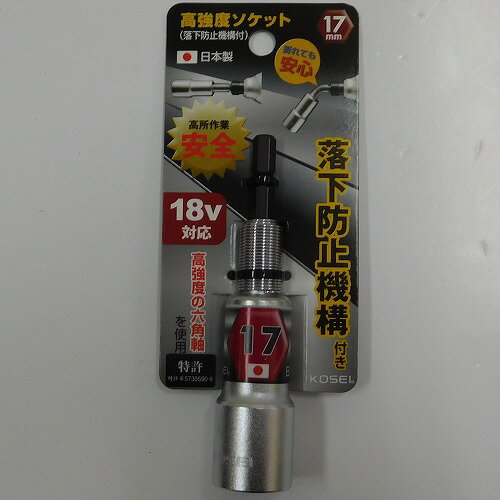 高強度ソケット
(落下防止機構付)
17
mm
日本製
折れても
安心
高所作業
安全
18v
対応
落下防止機構付き
高強度の六角軸
を使用
特許
17
KOSEI